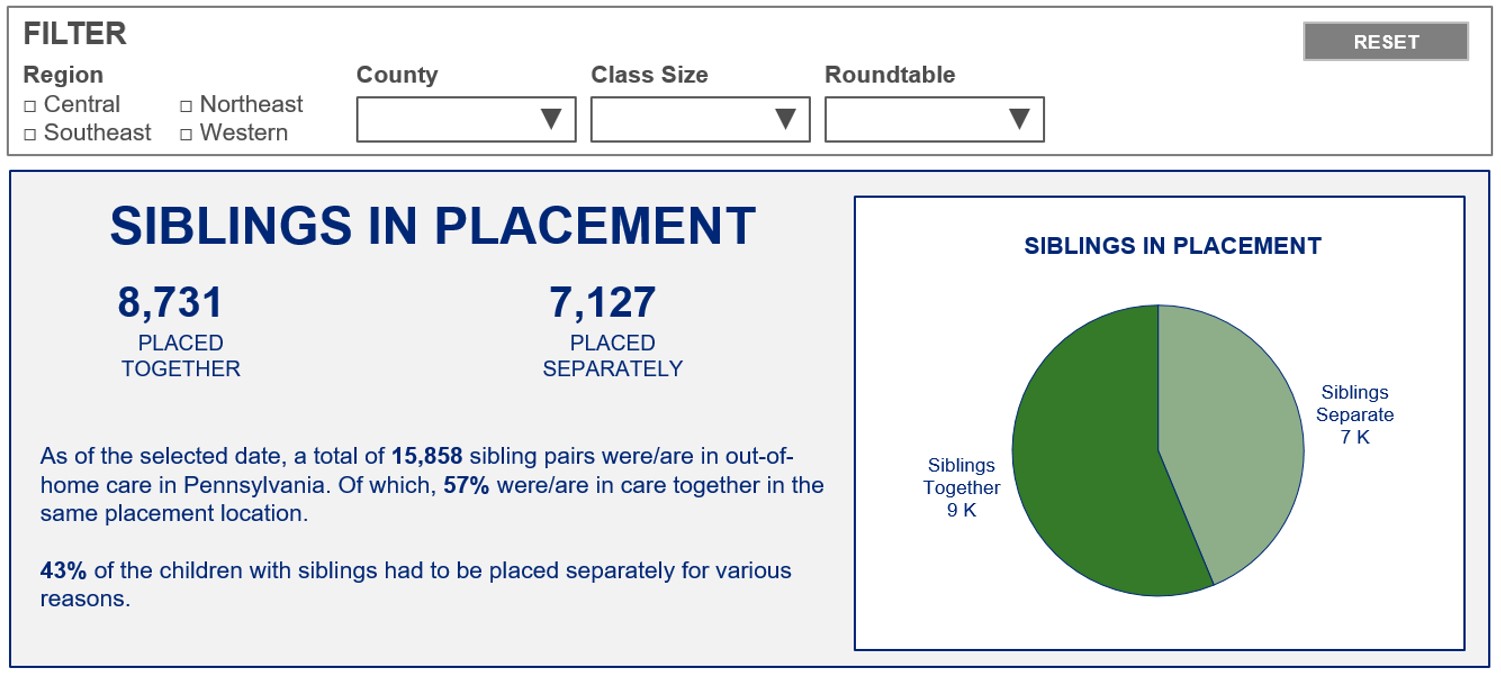 FILTER
RESET
Region
County
Class Size
Roundtable
Central
Northeast
Southeast
Western
SIBLINGS IN PLACEMENT
8,731
PLACED
TOGETHER
7,127
PLACED
SEPARATELY
As of the selected date, a total of 15,858 sibling pairs were/are in out-of-
home care in Pennsylvania. Of which, 57% were/are in care together in the
same placement location.
43% of the children with siblings had to be placed separately for various
reasons.
SIBLINGS IN PLACEMENT
Siblings
Separate
7 K
Siblings
Together
9 K